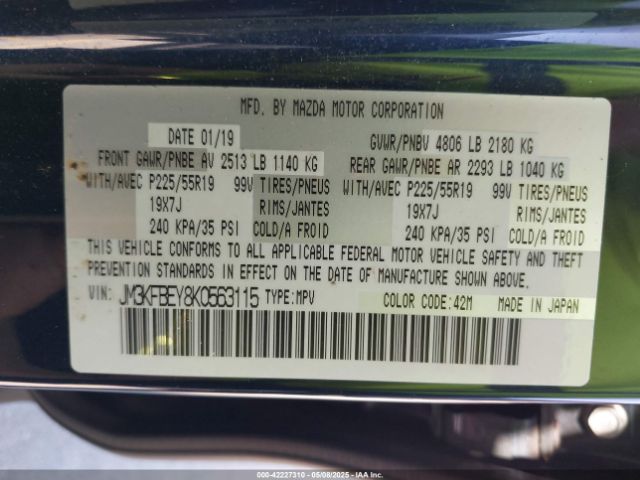 MFD. BY MAZDA MOTOR CORPORATION
DATE 01/19 GVWR/PNBV 4806 LB 2180 KG
FRONT GAWR/PNBE AV 2513 LB 1140 KG REAR GAWR/PNBE AR 2293 LB 1040 KG
WITH/AVEC P225/55R19 99V TIRES/PNEUS WITH/AVEC P225/55R19 99V TIRES/PNEUS
19X7J RIMS/JANTES 19X7J RIMS/JANTES
240 KPA/35 PSI COLD/A FROID 240 KPA/35 PSI COLD/A FROID
THIS VEHICLE CONFORMS TO ALL APPLICABLE FEDERAL MOTOR VEHICLE SAFETY AND THEFT
PREVENTION STANDARDS IN EFFECT ON THE DATE OF MANUFACTURE SHOWN ABOVE.
VIN: JM3KFBEY8K0563115 TYPE:MPV COLOR CODE:42M MADE IN JAPAN
000-42227310 - 05/08/2025 - IAAI.COM